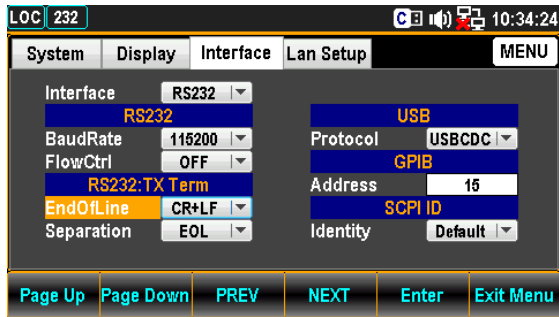 LOC 232 C 10:34:24
System Display Interface Lan Setup MENU
Interface RS232
RS232 USB
BaudRate 115200 Protocol USBCDC
FlowCtrl OFF GPIB
RS232:TX Term Address 15
EndOfLine CR+LF SCPI ID
Separation EOL Identity Default
Page Up Page Down PREV NEXT Enter Exit Menu